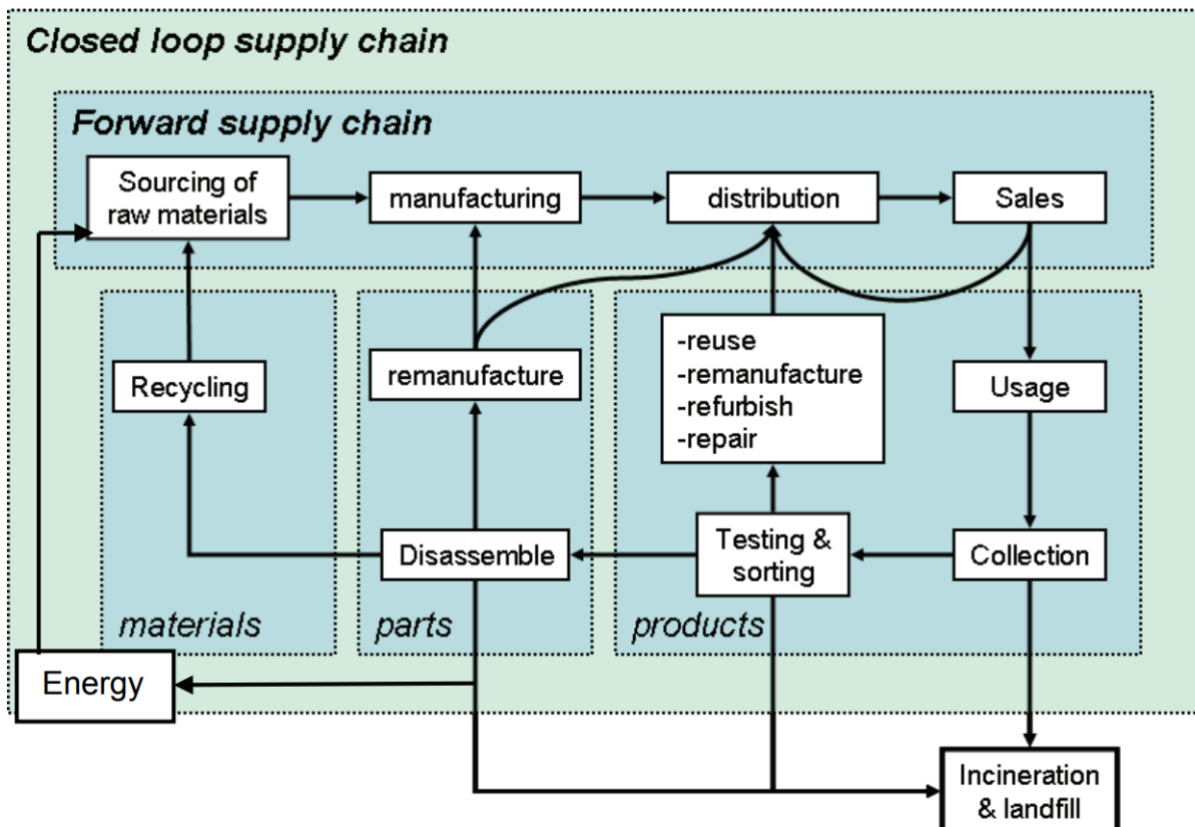 Closed loop supply chain
Forward supply chain
Sourcing of
raw materials
manufacturing
distribution
Sales
Recycling
remanufacture
-reuse
-remanufacture
-refurbish
-repair
Usage
Disassemble
Testing &
sorting
Collection
materials
parts
products
Energy
Incineration
& landfill